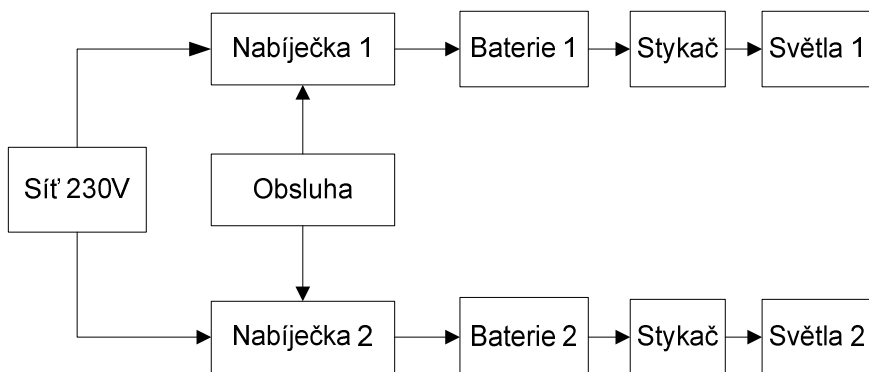 Nabíječka 1
Baterie 1
Stykač
Světla 1
Síť 230V
Obsluha
Nabíječka 2
Baterie 2
Stykač
Světla 2